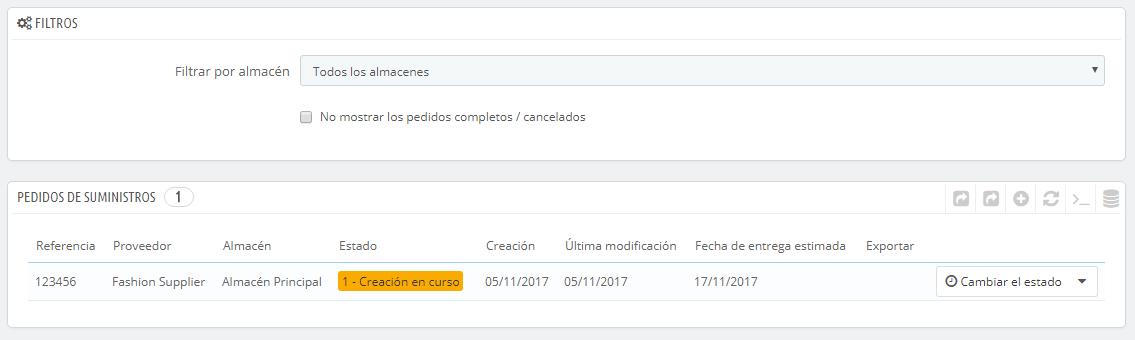 FILTROS
Filtrar por almacén Todos los almacenes
No mostrar los pedidos completos / cancelados
PEDIDOS DE SUMINISTROS 1
Referencia Proveedor Almacén Estado Creación Última modificación Fecha de entrega estimada Exportar
123456 Fashion Supplier Almacén Principal 1 - Creación en curso 05/11/2017 05/11/2017 17/11/2017 Cambiar el estado